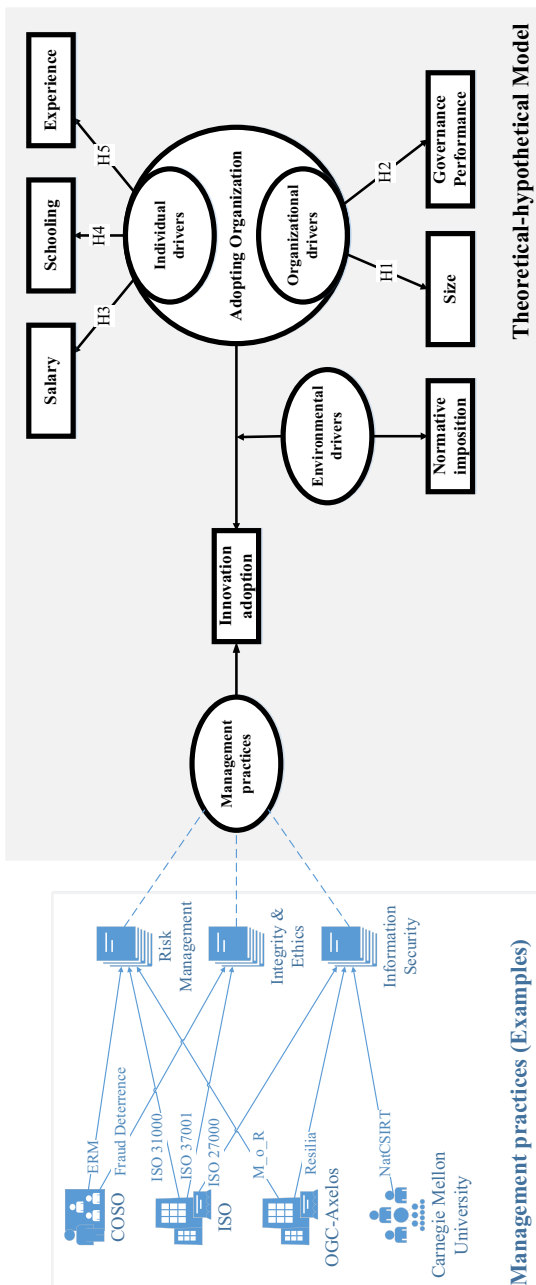 COSO
ISO
OGC-Axelos
Carnegie Mellon
University
ERM
Fraud Deterrence
ISO 31000
ISO 37001
ISO 27000
M_o_R
Resilia
NatCSIRT
Risk
Management
Integrity &
Ethics
Information
Security
Management practices (Examples)
Management
practices
Innovation
adoption
Environmental
drivers
Normative
imposition
Adopting Organization
Individual
drivers
Organizational
drivers
H3
H4
H5
H1
H2
Salary
Schooling
Experience
Size
Governance
Performance
Theoretical-hypothetical Model